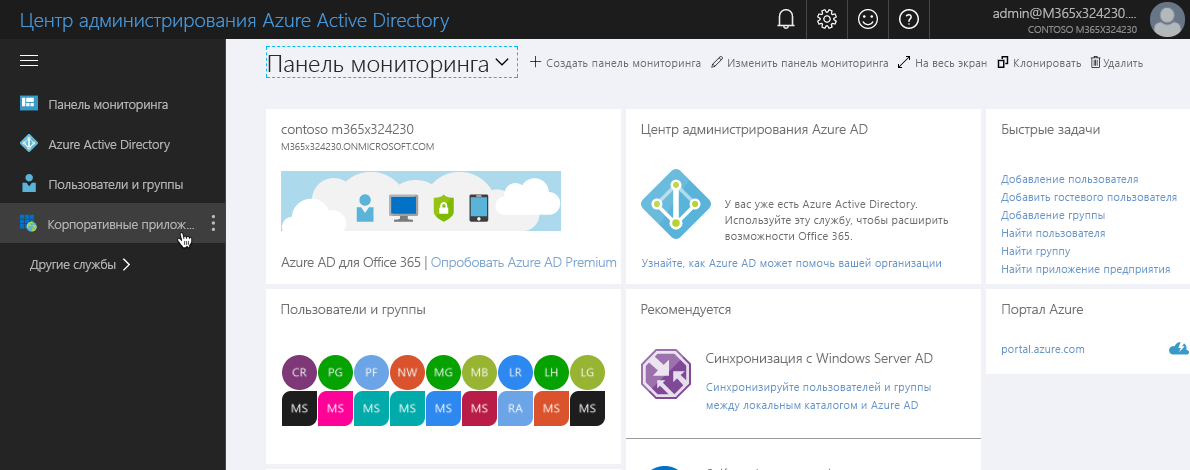 Центр администрирования Azure Active Directory
admin@M365x324230....
CONTOSO M365X324230
Панель мониторинга
Azure Active Directory
Пользователи и группы
Корпоративные прилож...
Другие службы
Панель мониторинга
Создать панель мониторинга
Изменить панель мониторинга
На весь экран
Клонировать
Удалить
contoso m365x324230
M365x324230.ONMICROSOFT.COM
Azure AD для Office 365 | Опробовать Azure AD Premium
Центр администрирования Azure AD
У вас уже есть Azure Active Directory.
Используйте эту службу, чтобы расширить
возможности Office 365.
Узнайте, как Azure AD может помочь вашей организации
Быстрые задачи
Добавление пользователя
Добавить гостевого пользователя
Добавление группы
Найти пользователя
Найти группу
Найти приложение предприятия
Пользователи и группы
CR PG PF NW MG MB LR LH LG
MS MS MS MS MS MS RA MS MS
Рекомендуется
Синхронизация с Windows Server AD
Синхронизируйте пользователей и группы
между локальным каталогом и Azure AD
Портал Azure
portal.azure.com